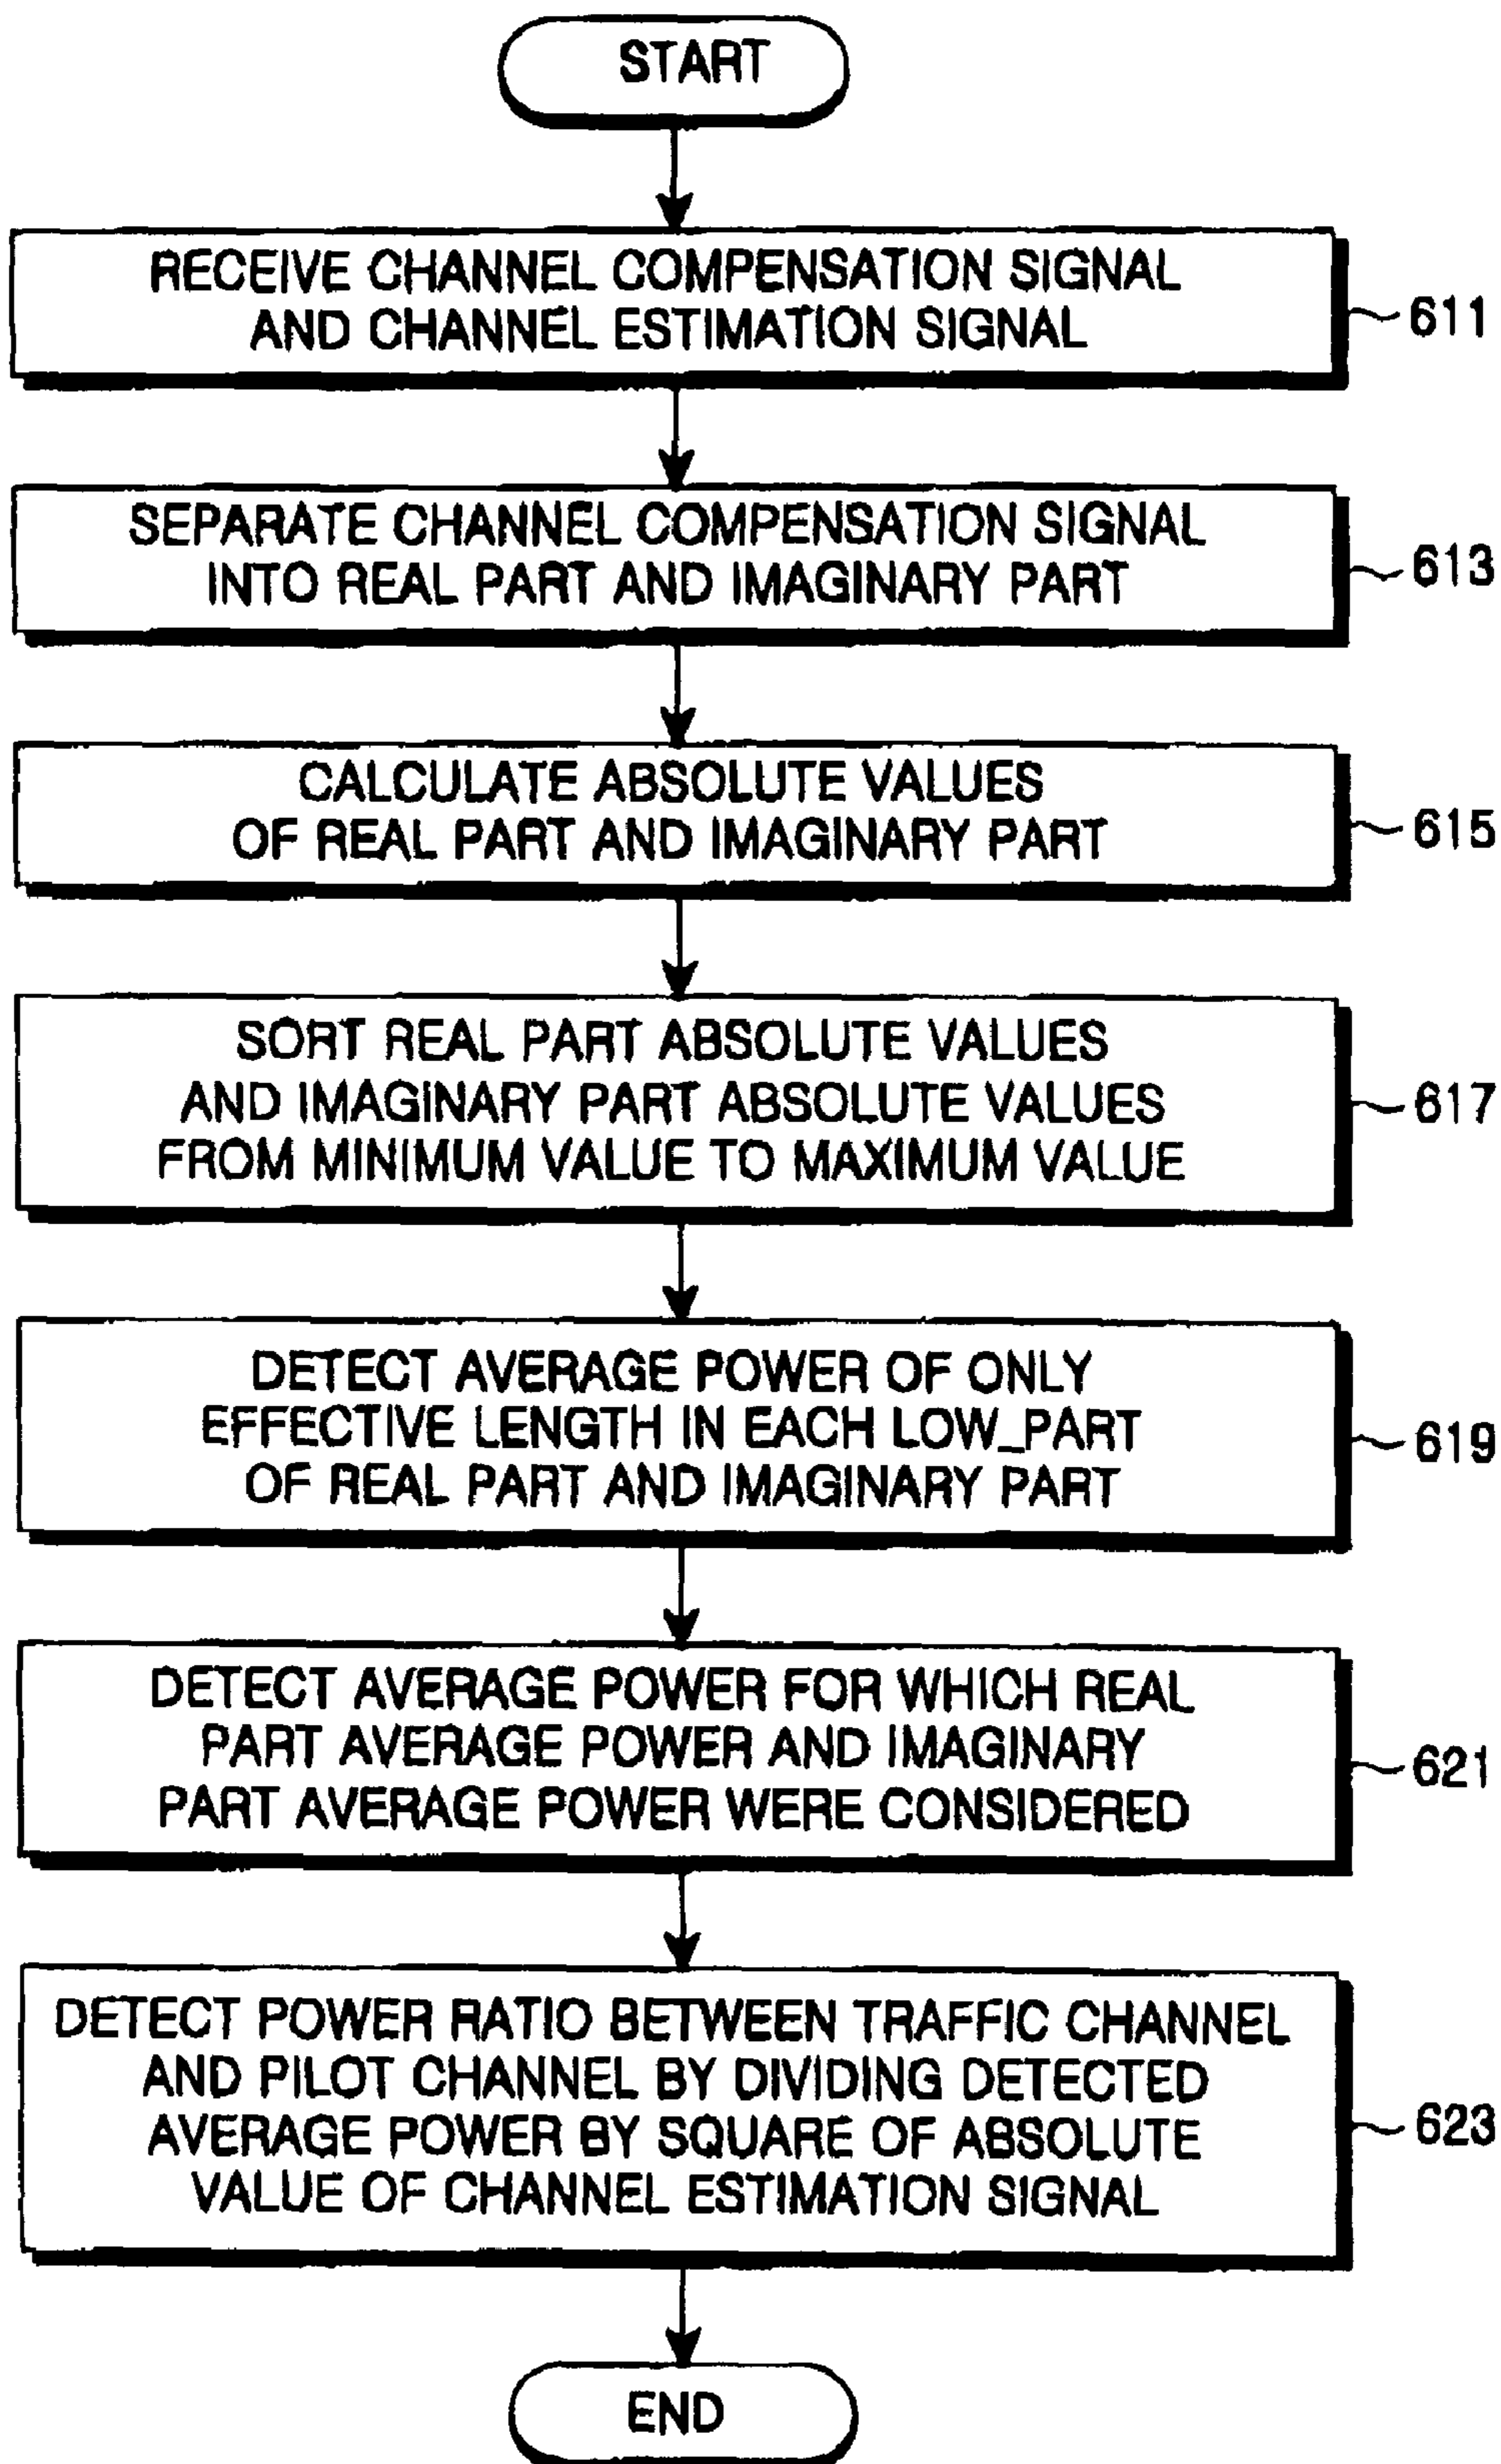 START
RECEIVE CHANNEL COMPENSATION SIGNAL
AND CHANNEL ESTIMATION SIGNAL
611
SEPARATE CHANNEL COMPENSATION SIGNAL
INTO REAL PART AND IMAGINARY PART
613
CALCULATE ABSOLUTE VALUES
OF REAL PART AND IMAGINARY PART
615
SORT REAL PART ABSOLUTE VALUES
AND IMAGINARY PART ABSOLUTE VALUES
FROM MINIMUM VALUE TO MAXIMUM VALUE
617
DETECT AVERAGE POWER OF ONLY
EFFECTIVE LENGTH IN EACH LOW_PART
OF REAL PART AND IMAGINARY PART
619
DETECT AVERAGE POWER FOR WHICH REAL
PART AVERAGE POWER AND IMAGINARY
PART AVERAGE POWER WERE CONSIDERED
621
DETECT POWER RATIO BETWEEN TRAFFIC CHANNEL
AND PILOT CHANNEL BY DIVIDING DETECTED
AVERAGE POWER BY SQUARE OF ABSOLUTE
VALUE OF CHANNEL ESTIMATION SIGNAL
623
END